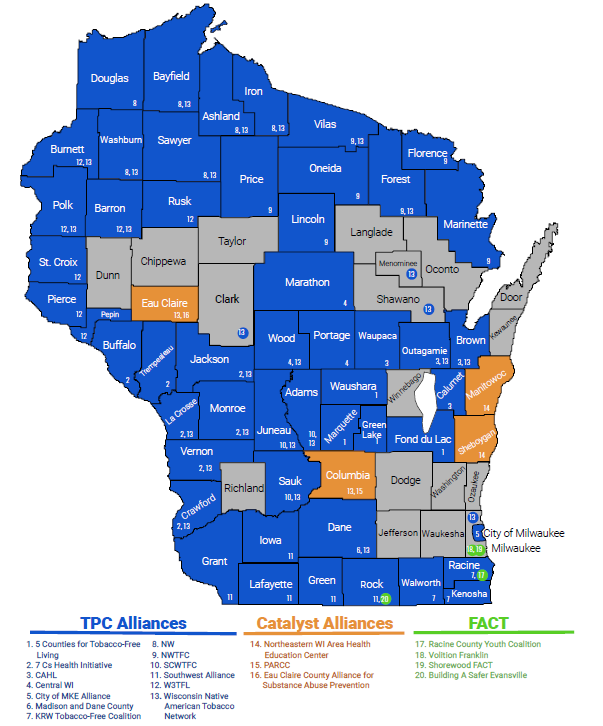 Douglas
8
Bayfield
8, 13
Iron
8, 13
Ashland
8, 13
Vilas
8, 13
Washburn
8, 13
Sawyer
8, 13
Burnett
12, 13
Florence
9
Price
9
Oneida
Forest
9, 13
Polk
12, 13
Barron
12, 13
Rusk
12
Lincoln
9
Marinette
9
Langlade
Taylor
Oconto
Menominee
13
St. Croix
12
Dunn
Chippewa
Marathon
4
Clark
13
Shawano
13
Door
Pierce
12
Eau Claire
13, 16
Pepin
12
Kewaunee
Buffalo
2
Trempealeau
2
Jackson
2, 13
Wood
4, 13
Portage
4
Waupaca
3
Outagamie
3, 13
Brown
3, 13
Manitowoc
14
Calumet
3
Winnebago
Waushara
1
Adams
10,
13
La Crosse
2, 13
Monroe
2, 13
Juneau
10, 13
Marquette
1
Green
Lake
1
Fond du Lac
1
Sheboygan
14
Vernon
2, 13
Richland
Sauk
10, 13
Columbia
13, 15
Dodge
Washington
Ozaukee
13
Crawford
2, 13
Iowa
11
Dane
6, 13
Jefferson
Waukesha
5
City of Milwaukee
18, 19
Milwaukee
Grant
11
Lafayette
11
Green
11
Rock
11, 20
Walworth
7
Racine
7, 17
Kenosha
7
TPC Alliances
1. 5 Counties for Tobacco-Free
Living
2. 7 Cs Health Initiative
3. CAHL
4. Central WI
5. City of MKE Alliance
6. Madison and Dane County
7. KRW Tobacco-Free Coalition
8. NW
9. NWTFC
10. SCWTFC
11. Southwest Alliance
12. W3TFL
13. Wisconsin Native
American Tobacco
Network
Catalyst Alliances
14. Northeastern WI Area Health
Education Center
15. PARCC
16. Eau Claire County Alliance for
Substance Abuse Prevention
FACT
17. Racine County Youth Coalition
18. Volition Franklin
19. Shorewood FACT
20. Building A Safer Evansville